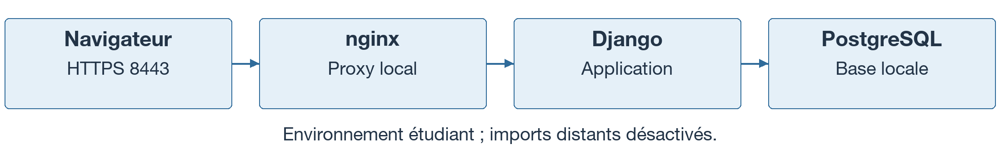 Navigateur
HTTPS 8443
nginx
Proxy local
Django
Application
PostgreSQL
Base locale
Environnement étudiant ; imports distants désactivés.